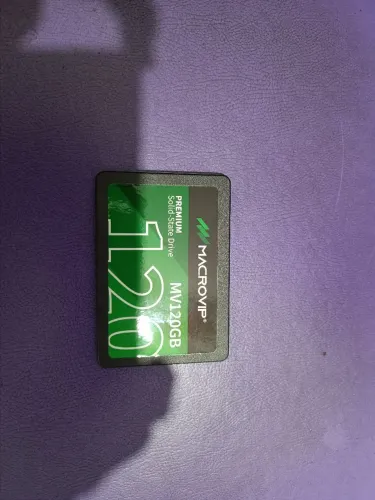 MACROVIP®
MV120GB
PREMIUM
Solid-State Drive
120